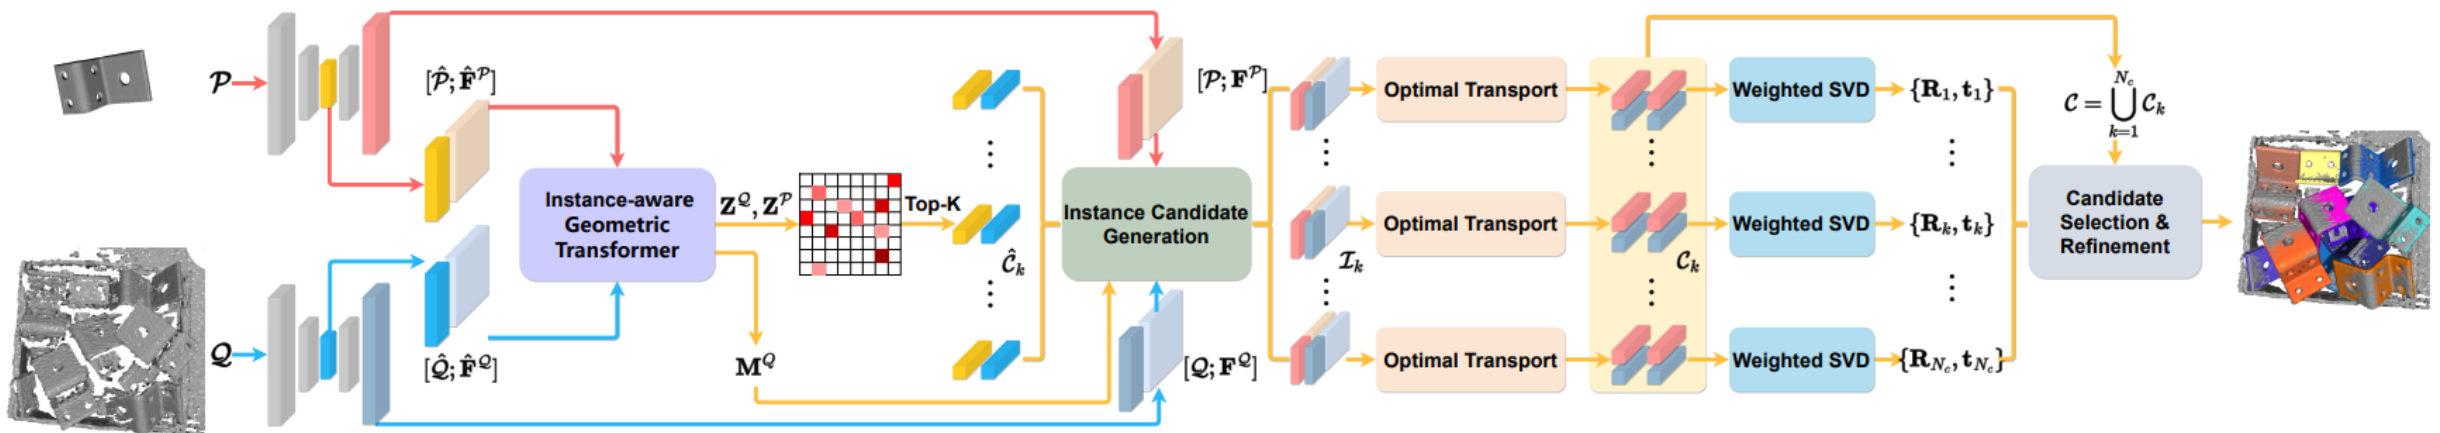 𝒫
[𝒫̂; F̂^𝒫]
𝒬
[𝒬̂; F̂^𝒬]
Instance-aware
Geometric
Transformer
Z^𝒬, Z^𝒫
M^𝒬
Top-K
⋮
Ĉ_k
⋮
[𝒫; F^𝒫]
Instance Candidate
Generation
[𝒬; F^𝒬]
⋮
ℐ_k
⋮
Optimal Transport
Optimal Transport
Optimal Transport
⋮
𝒞_k
⋮
Weighted SVD
Weighted SVD
Weighted SVD
{R_1, t_1}
⋮
{R_k, t_k}
⋮
{R_{N_c}, t_{N_c}}
𝒞 = ⋃_{k=1}^{N_c} 𝒞_k
Candidate
Selection &
Refinement